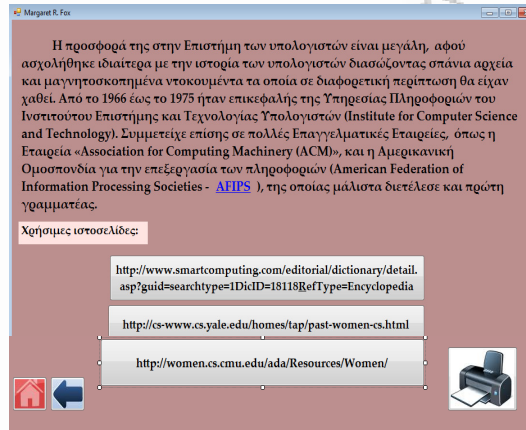 Margaret R. Fox
Η προσφορά της στην Επιστήμη των υπολογιστών είναι μεγάλη, αφού
ασχολήθηκε ιδιαίτερα με την ιστορία των υπολογιστών διασώζοντας σπάνια αρχεία
και μαγνητοσκοπημένα ντοκουμέντα τα οποία σε διαφορετική περίπτωση θα είχαν
χαθεί. Από το 1966 έως το 1975 ήταν επικεφαλής της Υπηρεσίας Πληροφοριών του
Ινστιτούτου Επιστήμης και Τεχνολογίας Υπολογιστών (Institute for Computer Science
and Technology). Συμμετείχε επίσης σε πολλές Επαγγελματικές Εταιρείες, όπως η
Εταιρεία «Association for Computing Machinery (ACM)», και η Αμερικανική
Ομοσπονδία για την επεξεργασία των πληροφοριών (American Federation of
Information Processing Societies - AFIPS ), της οποίας μάλιστα διετέλεσε και πρώτη
γραμματέας.
Χρήσιμες ιστοσελίδες:
http://www.smartcomputing.com/editorial/dictionary/detail.
asp?guid=searchtype=1DicID=18118RefType=Encyclopedia
http://cs-www.cs.yale.edu/homes/tap/past-women-cs.html
http://women.cs.cmu.edu/ada/Resources/Women/